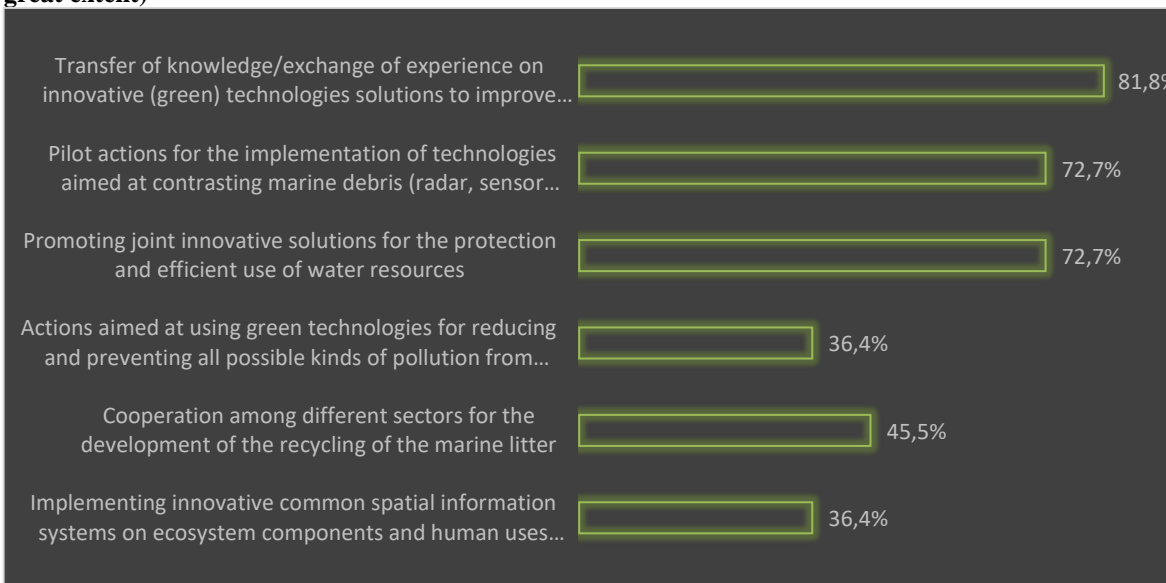 great extent)
Transfer of knowledge/exchange of experience on
innovative (green) technologies solutions to improve…
81,8%
Pilot actions for the implementation of technologies
aimed at contrasting marine debris (radar, sensor…
72,7%
Promoting joint innovative solutions for the protection
and efficient use of water resources
72,7%
Actions aimed at using green technologies for reducing
and preventing all possible kinds of pollution from…
36,4%
Cooperation among different sectors for the
development of the recycling of the marine litter
45,5%
Implementing innovative common spatial information
systems on ecosystem components and human uses…
36,4%